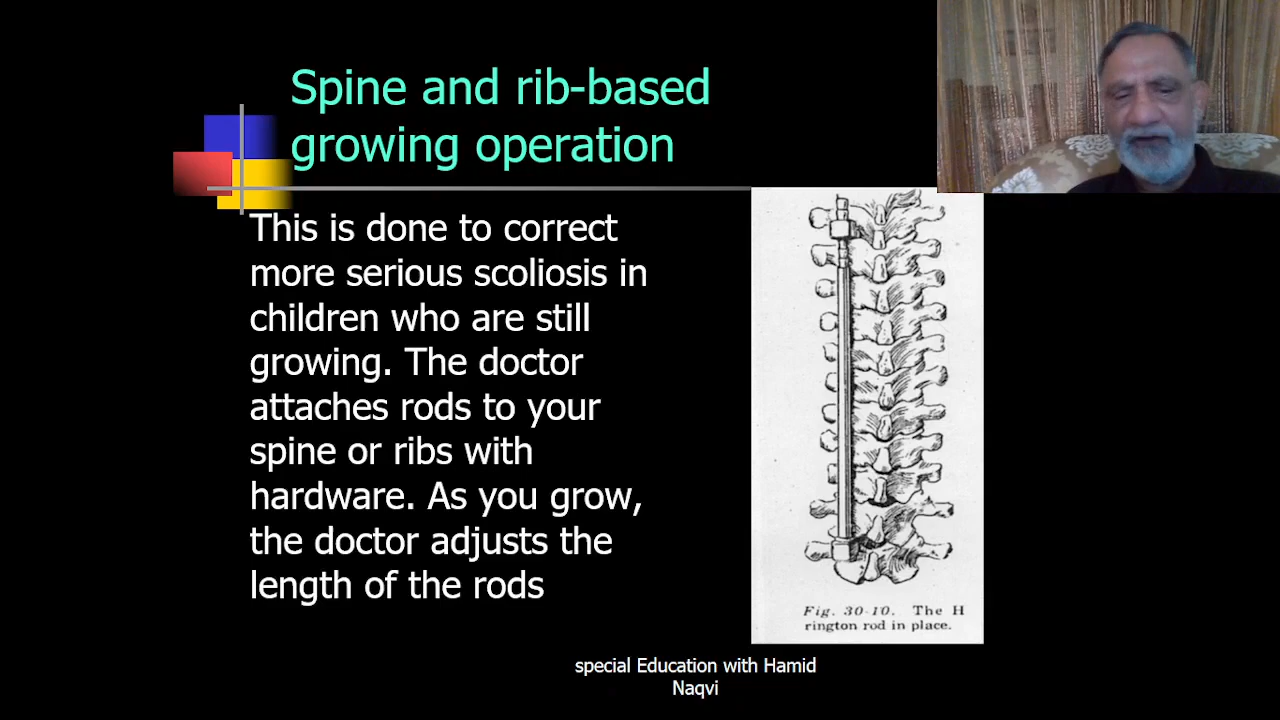 Spine and rib-based
growing operation
This is done to correct
more serious scoliosis in
children who are still
growing. The doctor
attaches rods to your
spine or ribs with
hardware. As you grow,
the doctor adjusts the
length of the rods
Fig. 30-10. The H
rington rod in place.
special Education with Hamid
Naqvi